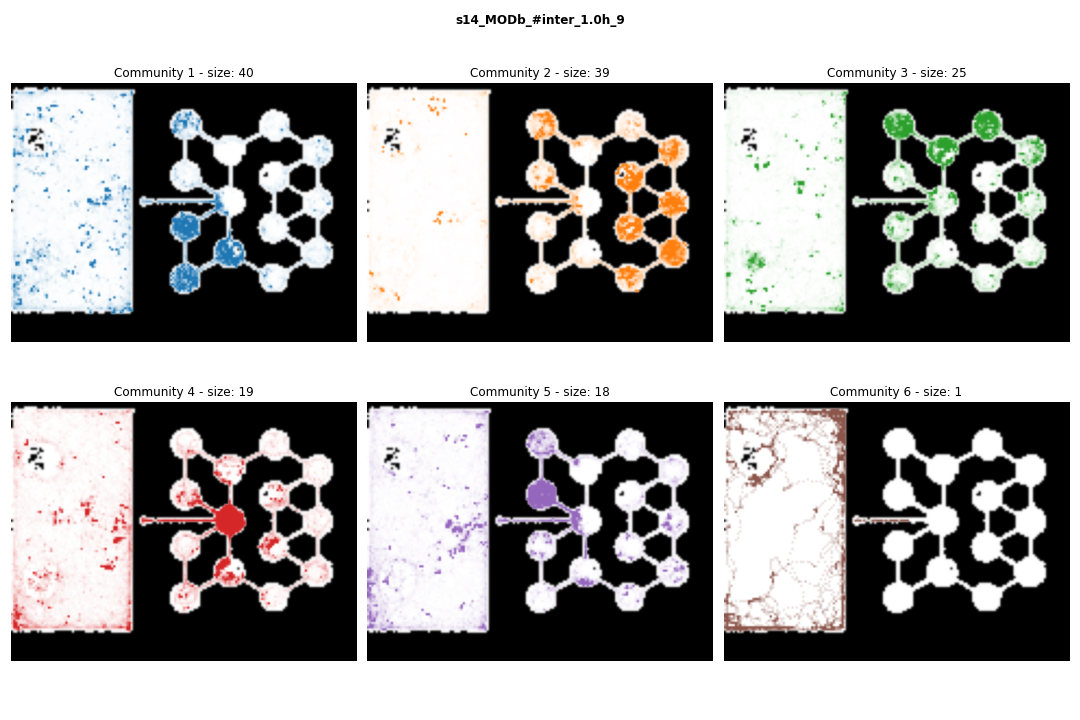 s14_MODb_#inter_1.0h_9
Community 1 - size: 40
Community 2 - size: 39
Community 3 - size: 25
Community 4 - size: 19
Community 5 - size: 18
Community 6 - size: 1